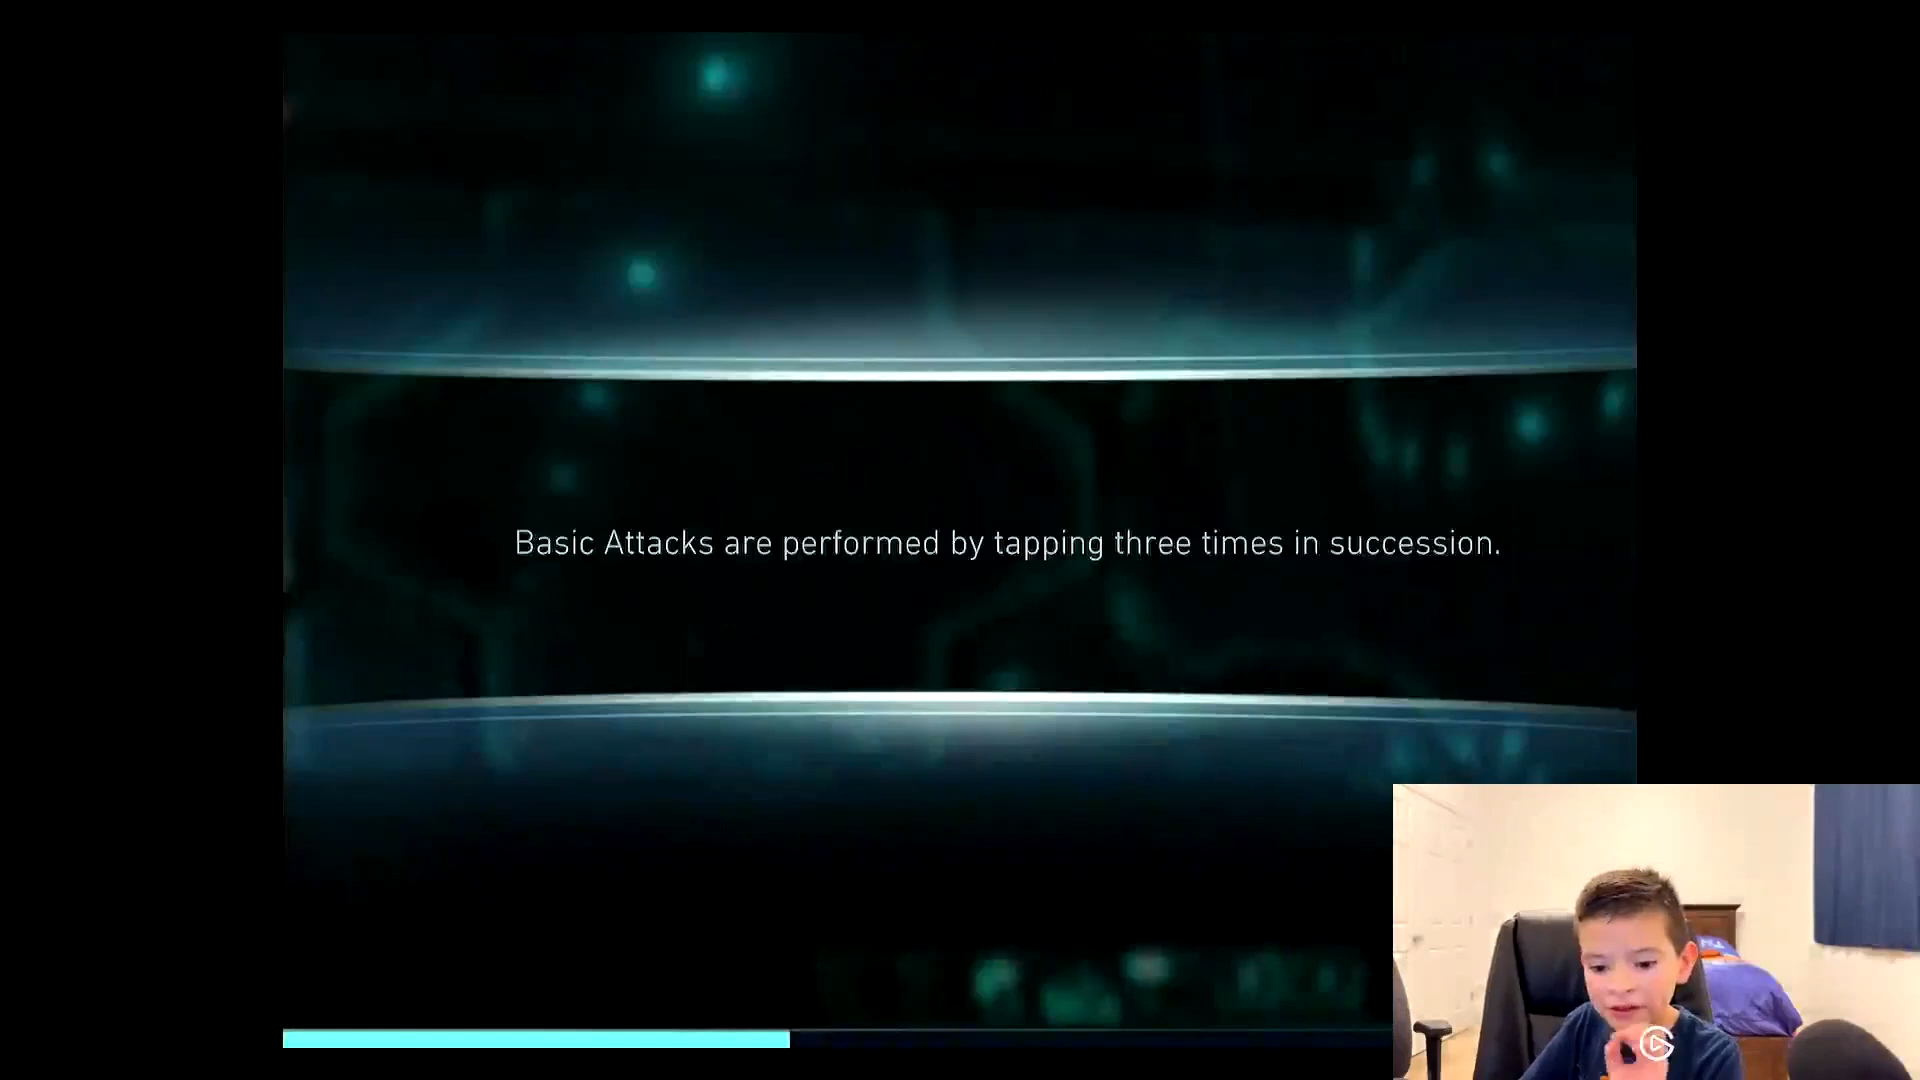 Basic Attacks are performed by tapping three times in succession.